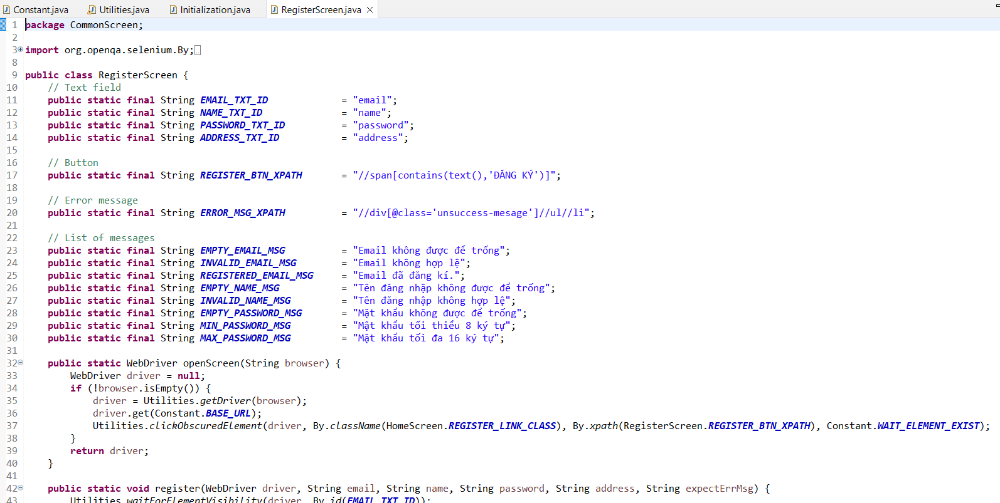 Constant.java Utilities.java Initialization.java RegisterScreen.java
1 package CommonScreen;
2
3 import org.openqa.selenium.By;
8
9 public class RegisterScreen {
10 // Text field
11 public static final String EMAIL_TXT_ID = "email";
12 public static final String NAME_TXT_ID = "name";
13 public static final String PASSWORD_TXT_ID = "password";
14 public static final String ADDRESS_TXT_ID = "address";
15
16 // Button
17 public static final String REGISTER_BTN_XPATH = "//span[contains(text(),'ĐĂNG KÝ')]";
18
19 // Error message
20 public static final String ERROR_MSG_XPATH = "//div[@class='unsuccess-mesage']//ul//li";
21
22 // List of messages
23 public static final String EMPTY_EMAIL_MSG = "Email không được để trống";
24 public static final String INVALID_EMAIL_MSG = "Email không hợp lệ";
25 public static final String REGISTERED_EMAIL_MSG = "Email đã đăng kí.";
26 public static final String EMPTY_NAME_MSG = "Tên đăng nhập không được để trống";
27 public static final String INVALID_NAME_MSG = "Tên đăng nhập không hợp lệ";
28 public static final String EMPTY_PASSWORD_MSG = "Mật khẩu không được để trống";
29 public static final String MIN_PASSWORD_MSG = "Mật khẩu tối thiểu 8 ký tự";
30 public static final String MAX_PASSWORD_MSG = "Mật khẩu tối đa 16 ký tự";
31
32 public static WebDriver openScreen(String browser) {
33 WebDriver driver = null;
34 if (!browser.isEmpty()) {
35 driver = Utilities.getDriver(browser);
36 driver.get(Constant.BASE_URL);
37 Utilities.clickObscuredElement(driver, By.className(HomeScreen.REGISTER_LINK_CLASS), By.xpath(RegisterScreen.REGISTER_BTN_XPATH), Constant.WAIT_ELEMENT_EXIST);
38 }
39 return driver;
40 }
41
42 public static void register(WebDriver driver, String email, String name, String password, String address, String expectErrMsg) {
43 Utilities.waitForElementVisibility(driver, By.id(EMAIL_TXT_ID));